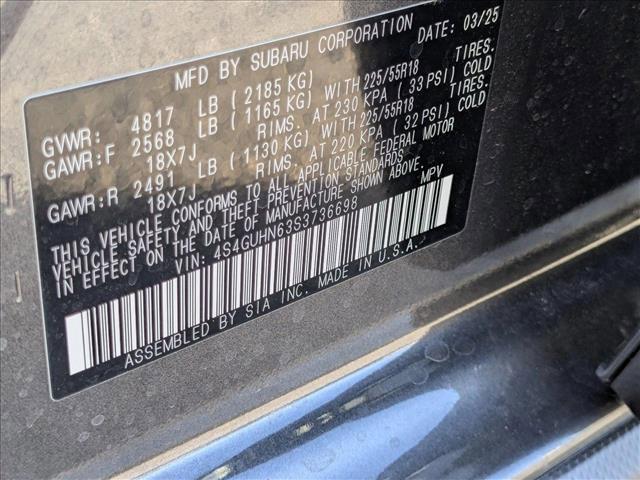 MFD BY SUBARU CORPORATION DATE: 03/25
GVWR: 4817 LB ( 2185 KG)
GAWR:F 2568 LB ( 1165 KG) WITH 225/55R18 TIRES.
18X7J RIMS. AT 230 KPA ( 33 PSI) COLD
GAWR:R 2491 LB ( 1130 KG) WITH 225/55R18 TIRES.
18X7J RIMS. AT 220 KPA ( 32 PSI) COLD
THIS VEHICLE CONFORMS TO ALL APPLICABLE FEDERAL MOTOR
VEHICLE SAFETY AND THEFT PREVENTION STANDARDS
IN EFFECT ON THE DATE OF MANUFACTURE SHOWN ABOVE.
VIN: 4S4GUHN63S3736698 MPV
ASSEMBLED BY SIA INC. MADE IN U.S.A.